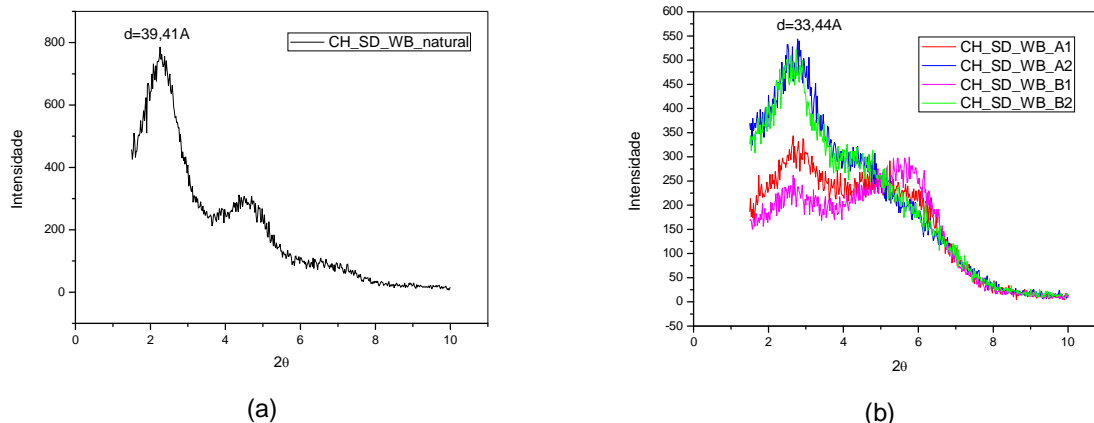 d=39,41A
CH_SD_WB_natural
800
600
400
200
0
Intensidade
0 2 4 6 8 10
2θ
(a)
d=33,44A
CH_SD_WB_A1
CH_SD_WB_A2
CH_SD_WB_B1
CH_SD_WB_B2
600
550
500
450
400
350
300
250
200
150
100
50
0
-50
Intensidade
0 2 4 6 8 10
2θ
(b)